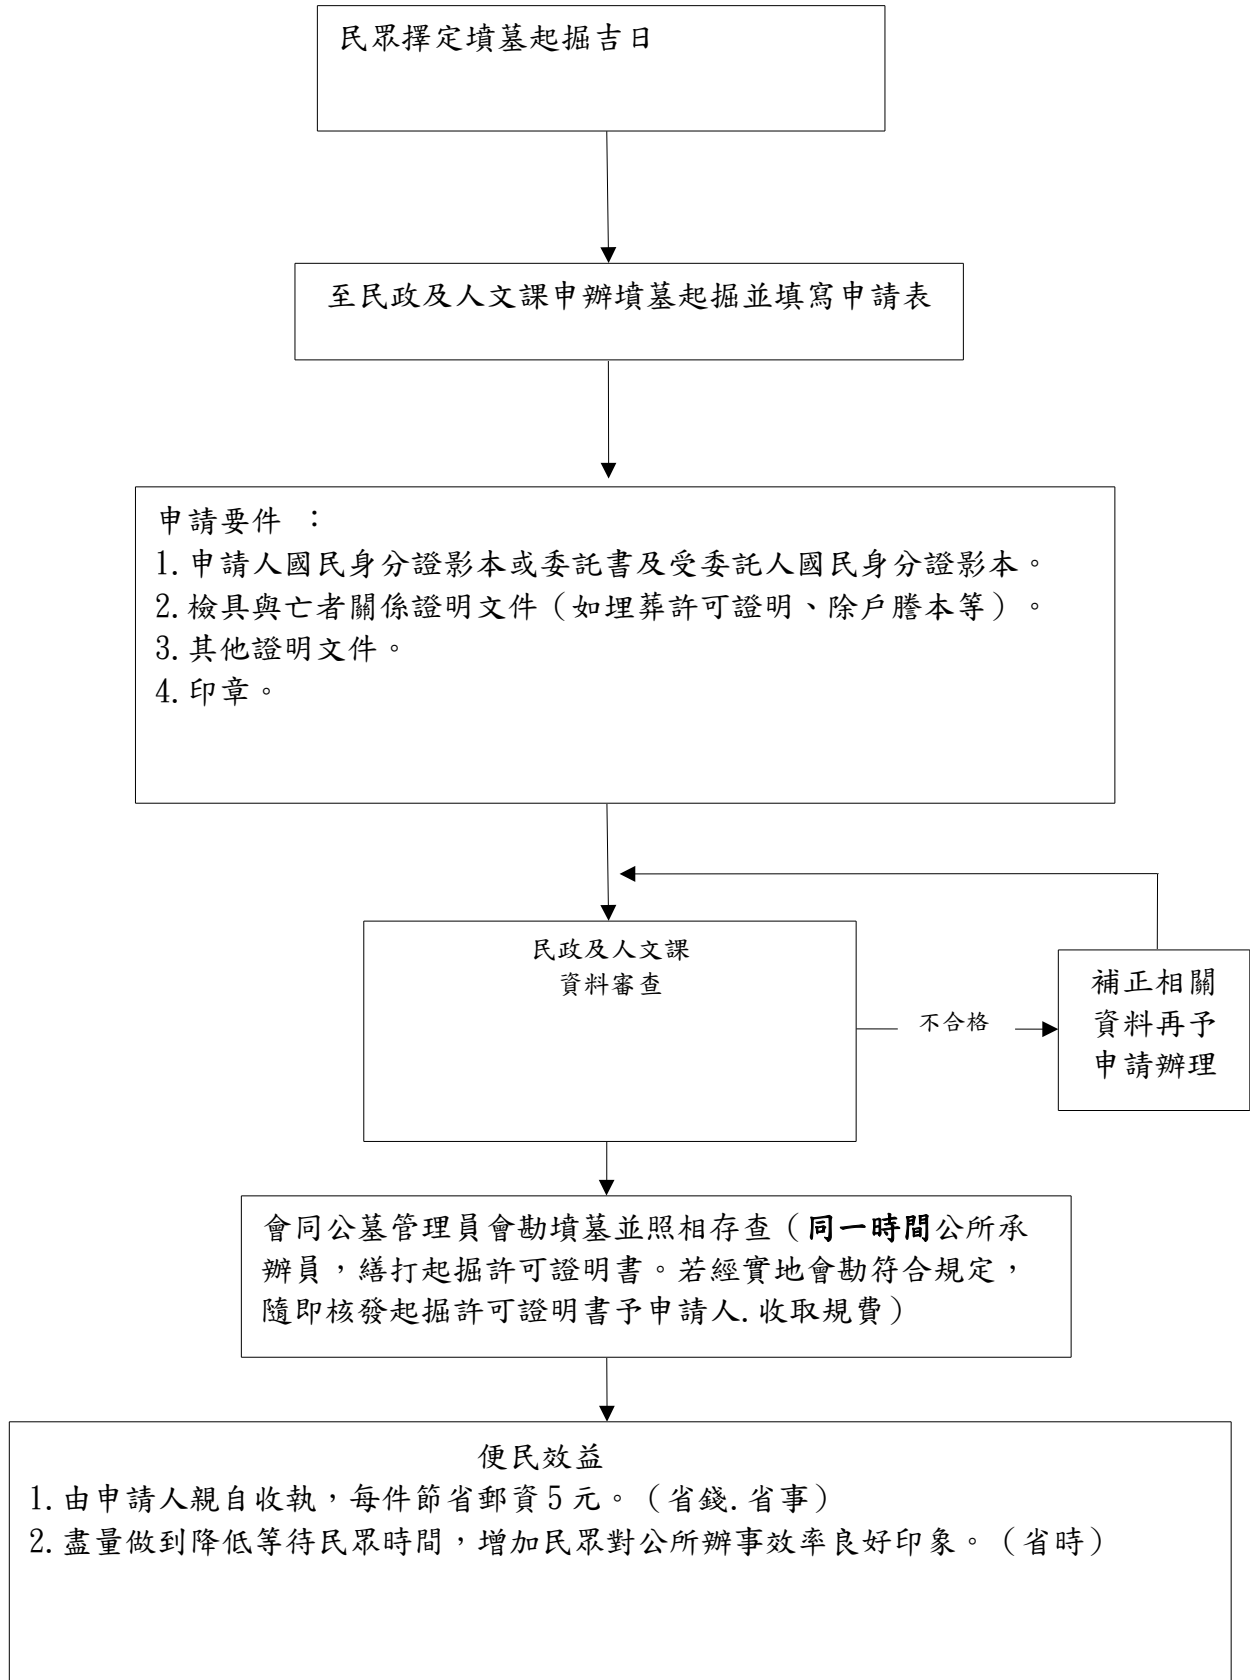 民眾擇定墳墓起掘吉日
至民政及人文課申辦墳墓起掘並填寫申請表
申請要件 ：
1.申請人國民身分證影本或委託書及受委託人國民身分證影本。
2.檢具與亡者關係證明文件（如埋葬許可證明、除戶謄本等）。
3.其他證明文件。
4.印章。
民政及人文課
資料審查
不合格
補正相關
資料再予
申請辦理
會同公墓管理員會勘墳墓並照相存查（同一時間公所承
辦員，繕打起掘許可證明書。若經實地會勘符合規定，
隨即核發起掘許可證明書予申請人.收取規費）
便民效益
1.由申請人親自收執，每件節省郵資5元。（省錢.省事）
2.盡量做到降低等待民眾時間，增加民眾對公所辦事效率良好印象。（省時）